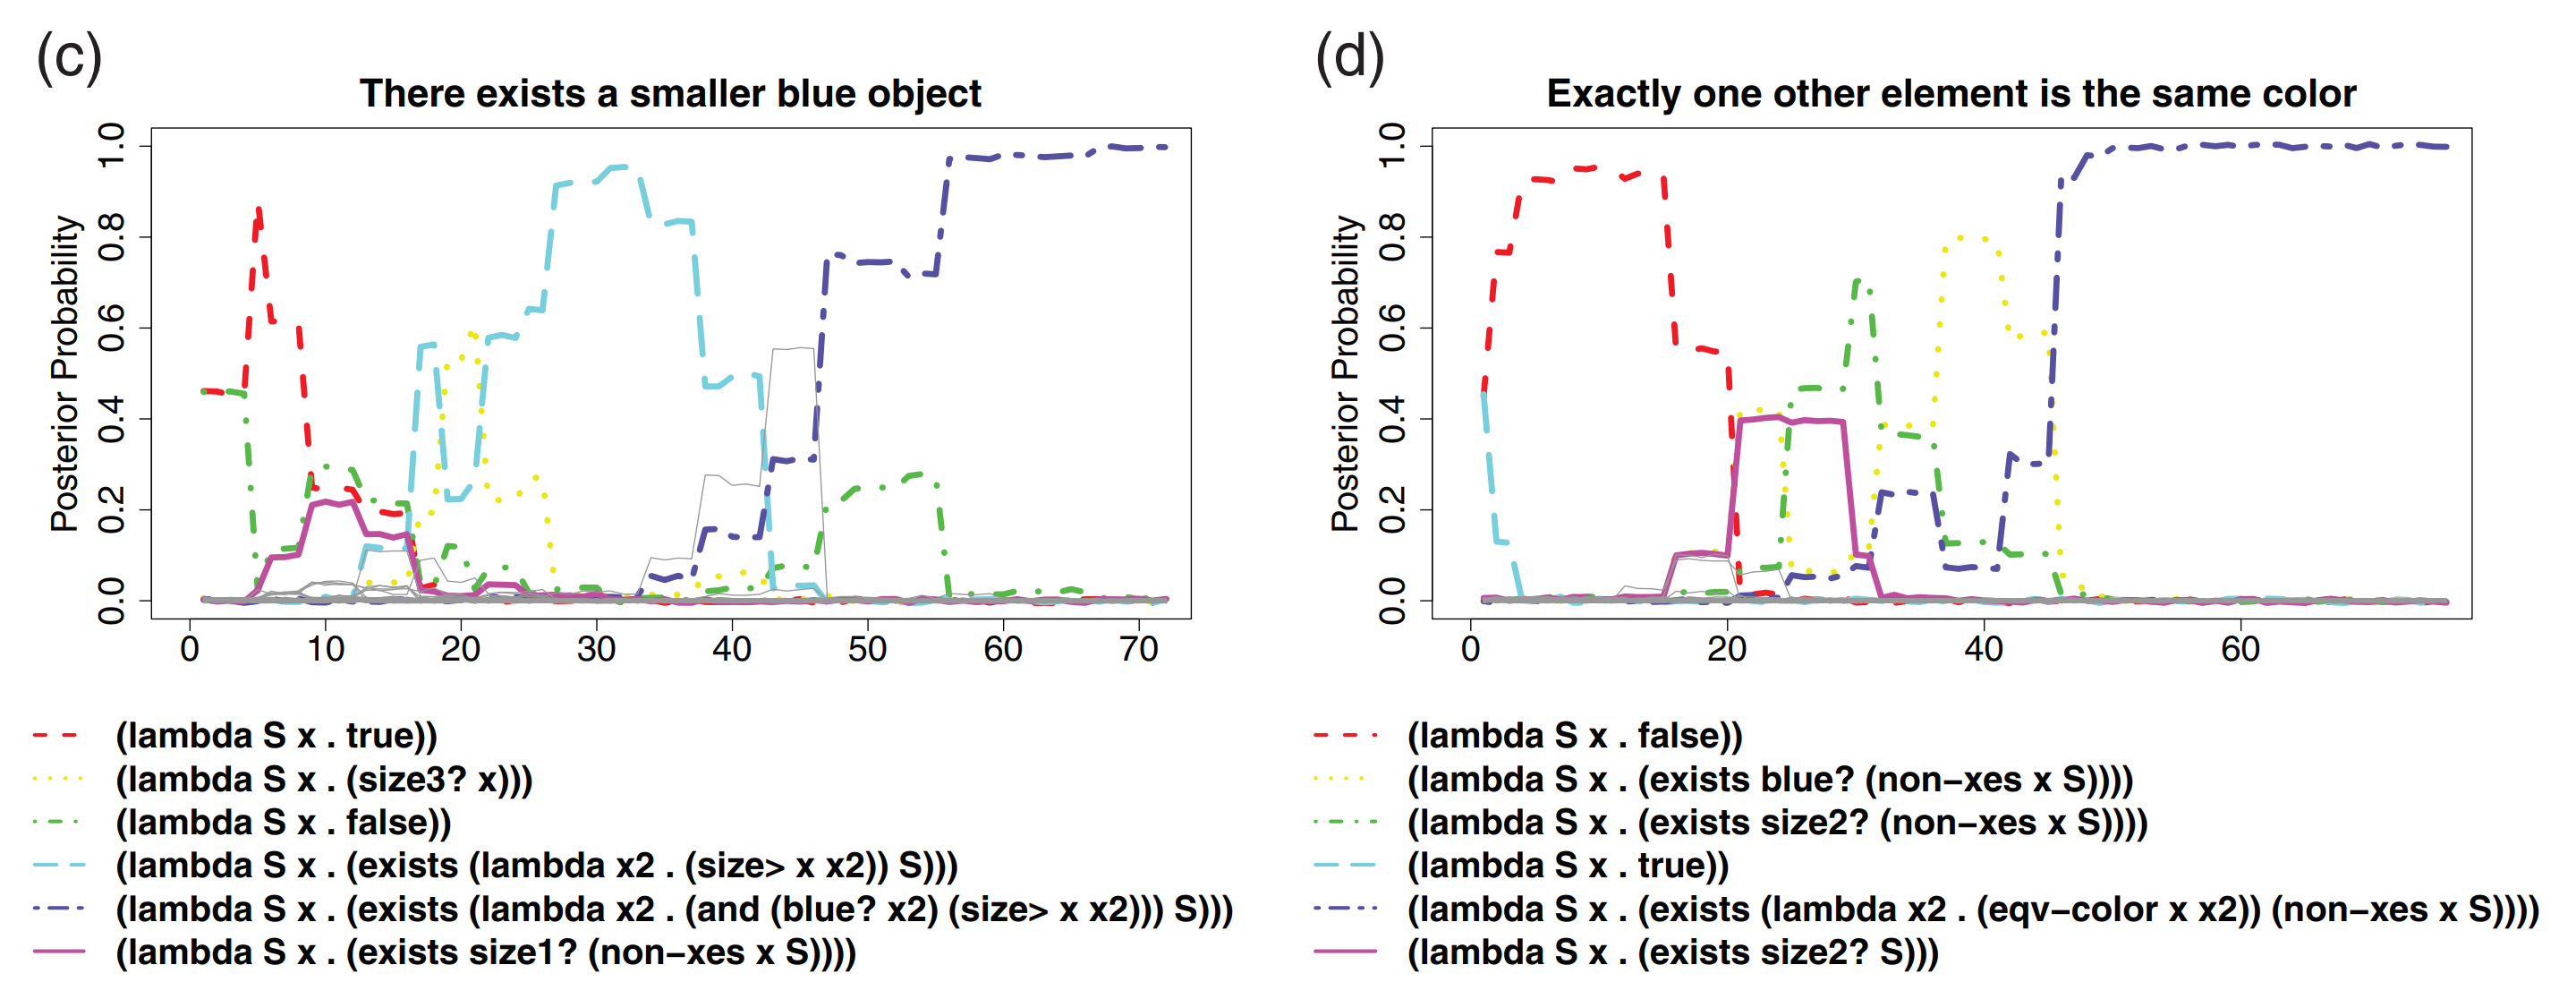 (c)
There exists a smaller blue object
Posterior Probability
1.0
0.8
0.6
0.4
0.2
0.0
0 10 20 30 40 50 60 70
(lambda S x . true))
(lambda S x . (size3? x)))
(lambda S x . false))
(lambda S x . (exists (lambda x2 . (size> x x2)) S)))
(lambda S x . (exists (lambda x2 . (and (blue? x2) (size> x x2))) S)))
(lambda S x . (exists size1? (non−xes x S))))
(d)
Exactly one other element is the same color
Posterior Probability
1.0
0.8
0.6
0.4
0.2
0.0
0 20 40 60
(lambda S x . false))
(lambda S x . (exists blue? (non−xes x S))))
(lambda S x . (exists size2? (non−xes x S))))
(lambda S x . true))
(lambda S x . (exists (lambda x2 . (eqv−color x x2)) (non−xes x S))))
(lambda S x . (exists size2? S)))